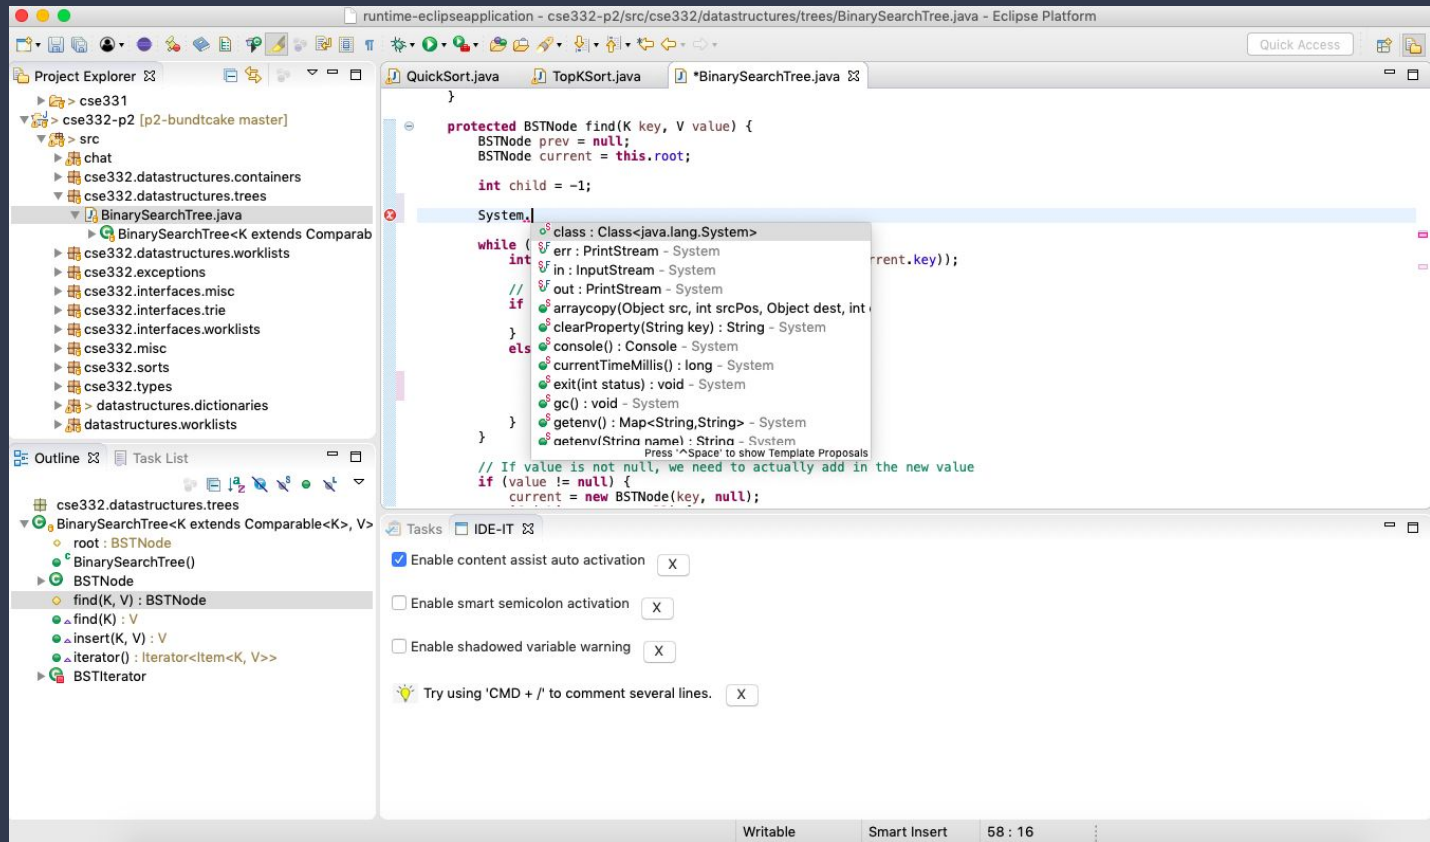 runtime-eclipseapplication - cse332-p2/src/cse332/datastructures/trees/BinarySearchTree.java - Eclipse Platform
Quick Access
Project Explorer
> cse331
> cse332-p2 [p2-bundtcake master]
> src
chat
cse332.datastructures.containers
cse332.datastructures.trees
BinarySearchTree.java
BinarySearchTree<K extends Comparab
cse332.datastructures.worklists
cse332.exceptions
cse332.interfaces.misc
cse332.interfaces.trie
cse332.interfaces.worklists
cse332.misc
cse332.sorts
cse332.types
> datastructures.dictionaries
datastructures.worklists
Outline Task List
cse332.datastructures.trees
BinarySearchTree<K extends Comparable<K>, V>
root : BSTNode
BinarySearchTree()
BSTNode
find(K, V) : BSTNode
find(K) : V
insert(K, V) : V
iterator() : Iterator<Item<K, V>>
BSTIterator
QuickSort.java TopKSort.java *BinarySearchTree.java
}
protected BSTNode find(K key, V value) {
BSTNode prev = null;
BSTNode current = this.root;
int child = -1;
System.
while (
int rrent.key));
//
if
}
els
}
}
// If value is not null, we need to actually add in the new value
if (value != null) {
current = new BSTNode(key, null);
class : Class<java.lang.System>
err : PrintStream - System
in : InputStream - System
out : PrintStream - System
arraycopy(Object src, int srcPos, Object dest, int
clearProperty(String key) : String - System
console() : Console - System
currentTimeMillis() : long - System
exit(int status) : void - System
gc() : void - System
getenv() : Map<String,String> - System
getenv(String name) : String - System
Press '^Space' to show Template Proposals
Tasks IDE-IT
Enable content assist auto activation X
Enable smart semicolon activation X
Enable shadowed variable warning X
Try using 'CMD + /' to comment several lines. X
Writable Smart Insert 58 : 16